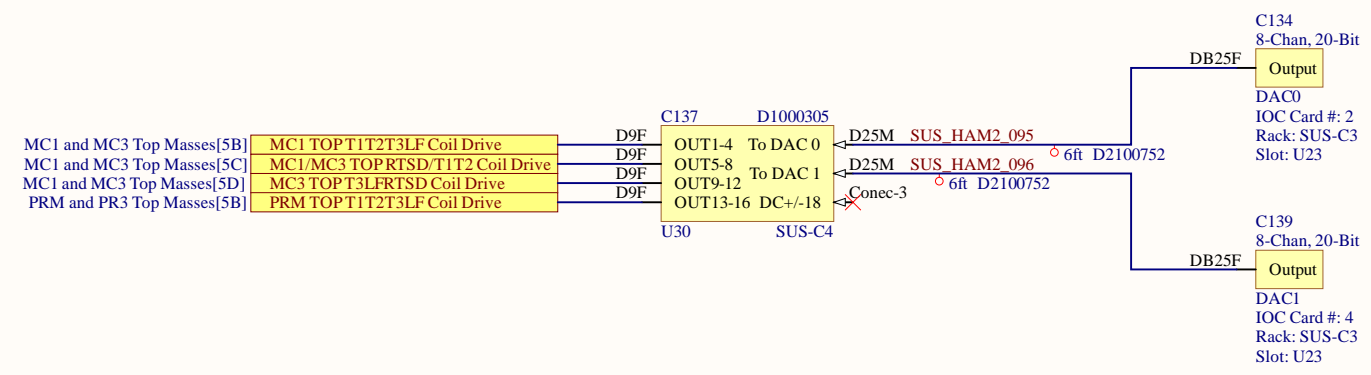 C134
8-Chan, 20-Bit
DB25F
Output
DAC0
IOC Card #: 2
Rack: SUS-C3
Slot: U23
C137 D1000305
MC1 and MC3 Top Masses[5B] MC1 TOP T1T2T3LF Coil Drive D9F OUT1-4 To DAC 0 D25M SUS_HAM2_095
6ft D2100752
MC1 and MC3 Top Masses[5C] MC1/MC3 TOP RTSD/T1T2 Coil Drive D9F OUT5-8
To DAC 1 D25M SUS_HAM2_096
6ft D2100752
MC1 and MC3 Top Masses[5D] MC3 TOP T3LFRTSD Coil Drive D9F OUT9-12
PRM and PR3 Top Masses[5B] PRM TOP T1T2T3LF Coil Drive D9F OUT13-16 DC+/-18 Conec-3
U30 SUS-C4
C139
8-Chan, 20-Bit
DB25F
Output
DAC1
IOC Card #: 4
Rack: SUS-C3
Slot: U23